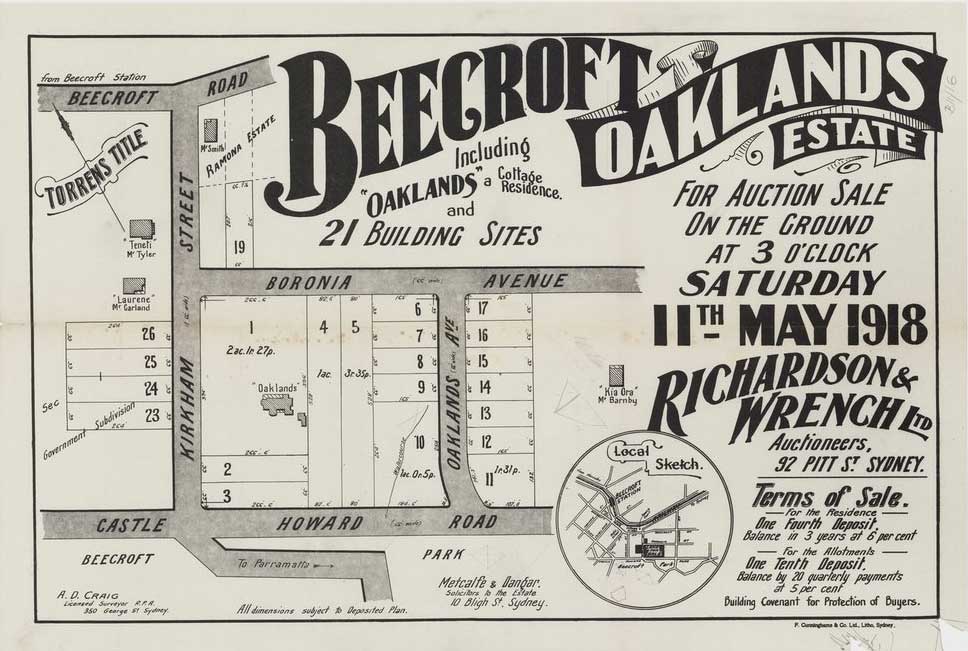 from Beecroft Station
BEECROFT ROAD
BEECROFT
OAKLANDS
ESTATE
Including
"OAKLANDS" a Cottage Residence.
and
21 BUILDING SITES
FOR AUCTION SALE
ON THE GROUND
AT 3 O'CLOCK
SATURDAY
11TH MAY 1918
RICHARDSON &
WRENCH LTD
Auctioneers,
92 PITT ST SYDNEY.
Terms of Sale.
For the Residence
One Fourth Deposit,
Balance in 3 years at 6 per cent
For the Allotments
One Tenth Deposit,
Balance by 20 quarterly payments
at 5 per cent
Building Covenant for Protection of Buyers.
TORRENS TITLE
Mr Smith
RAMONA ESTATE
"Teneti"
Mr Tyler
"Laurene"
Mr Garland
KIRKHAM STREET
19
BORONIA AVENUE
26
25
24
23
Sec 1
Government Subdivision
1
2ac. 1r. 27p.
"Oaklands"
2
3
4
1ac.
5
3r. 35p.
6
7
8
9
10
1ac. 0r. 5p.
Watercourse
OAKLANDS AVE
17
16
15
14
13
12
11
1r. 31p.
"Kia Ora"
Mr Barnby
CASTLE HOWARD ROAD
BEECROFT PARK
To Parramatta
Local Sketch.
BEECROFT STATION
Beecroft Park
A. D. CRAIG
Licensed Surveyor R.P.A.
350 George St Sydney.
All dimensions subject to Deposited Plan.
Metcalfe & Dangar.
Solicitors to the Estate
10 Bligh St, Sydney.
F. Cunninghame & Co. Ltd., Litho, Sydney.